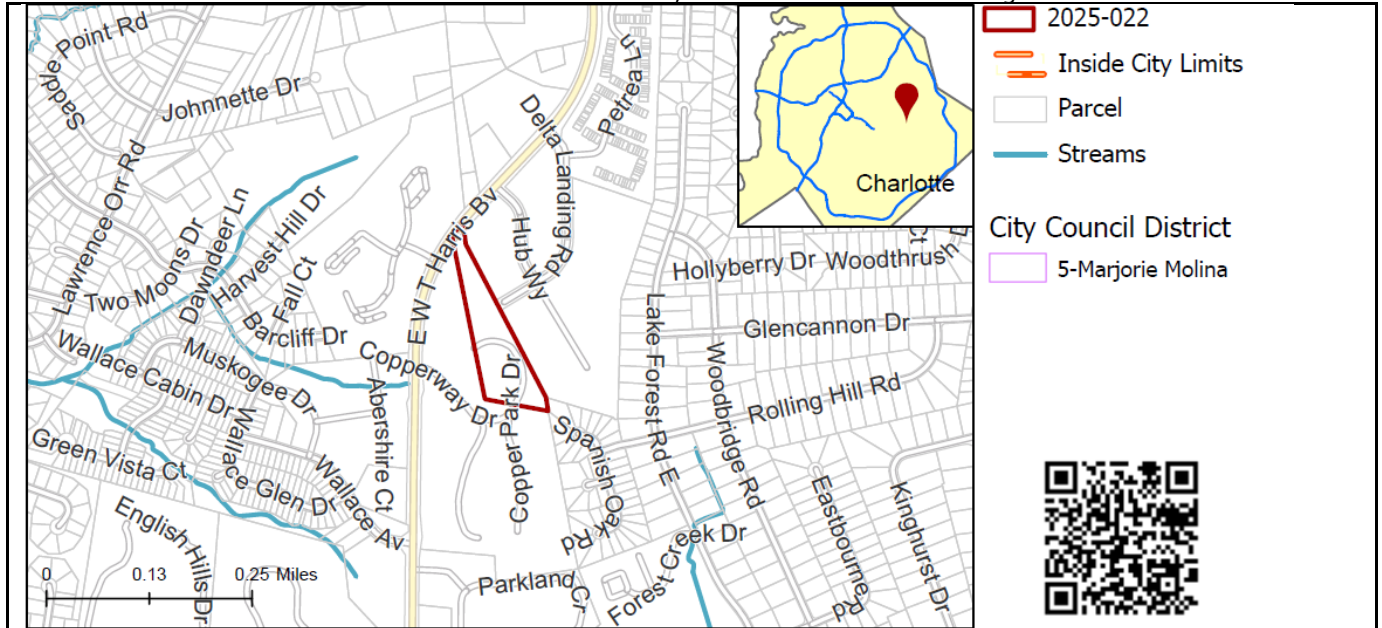 Saddle Point Rd
Johnnette Dr
Lawrence Orr Rd
Two Moons Dr
Dawndeer Ln
Harvest Hill Dr
Fall Ct
Barcliff Dr
Wallace Cabin Dr
Muskogee Dr
Wallace Glen Dr
Green Vista Ct
Wallace Av
English Hills Dr
Abershire Ct
Copperway Dr
E W T Harris Bv
Delta Landing Rd
Petrea Ln
Hub Wy
Copper Park Dr
Spanish Oak Rd
Parkland Cr
Forest Creek Dr
Lake Forest Rd E
Woodbridge Rd
Hollyberry Dr
Woodthrush
Ct
Glencannon Dr
Rolling Hill Rd
Eastbourne Rd
Kinghurst Dr
0 0.13 0.25 Miles
Charlotte
2025-022
Inside City Limits
Parcel
Streams
City Council District
5-Marjorie Molina